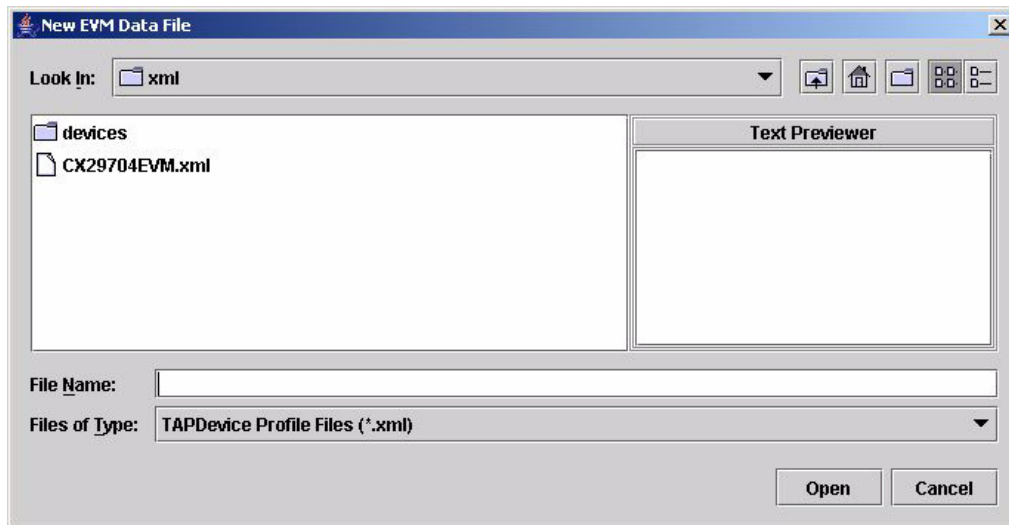 New EVM Data File
Look In: xml
devices
Text Previewer
CX29704EVM.xml
File Name:
Files of Type: TAPDevice Profile Files (*.xml)
Open Cancel